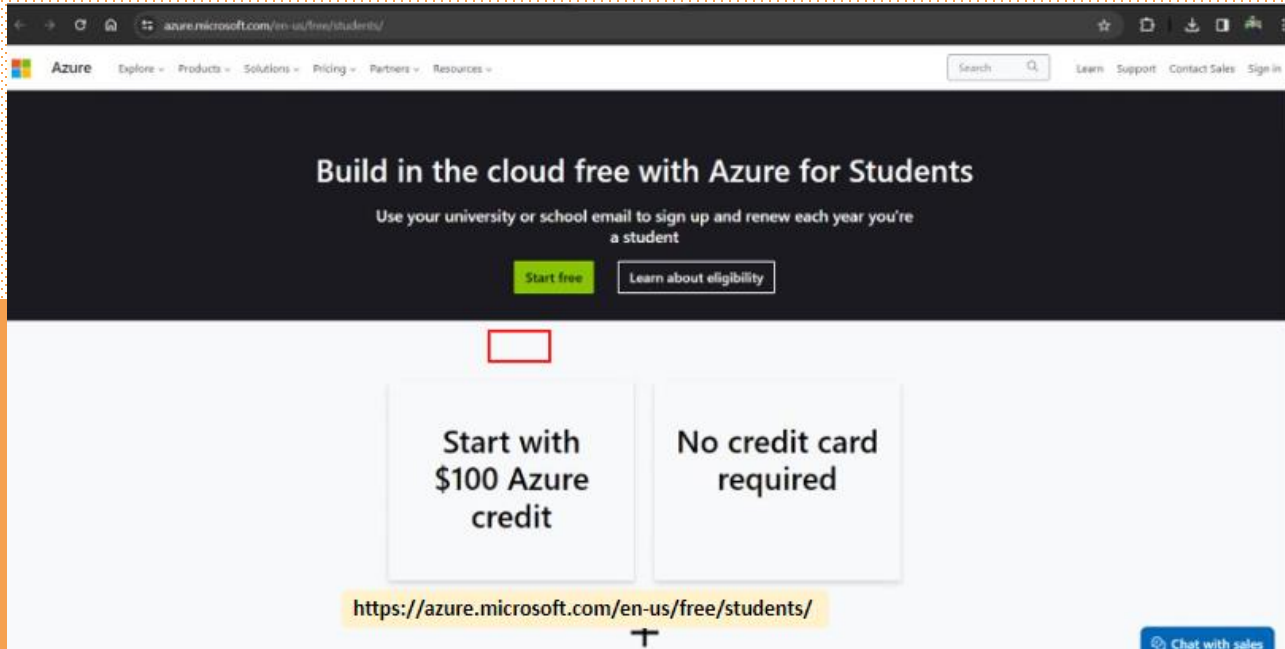 azure.microsoft.com/en-us/free/students/
Azure Explore Products Solutions Pricing Partners Resources Search Learn Support Contact Sales Sign in
Build in the cloud free with Azure for Students
Use your university or school email to sign up and renew each year you're
a student
Start free Learn about eligibility
Start with
$100 Azure
credit
No credit card
required
https://azure.microsoft.com/en-us/free/students/
Chat with sales